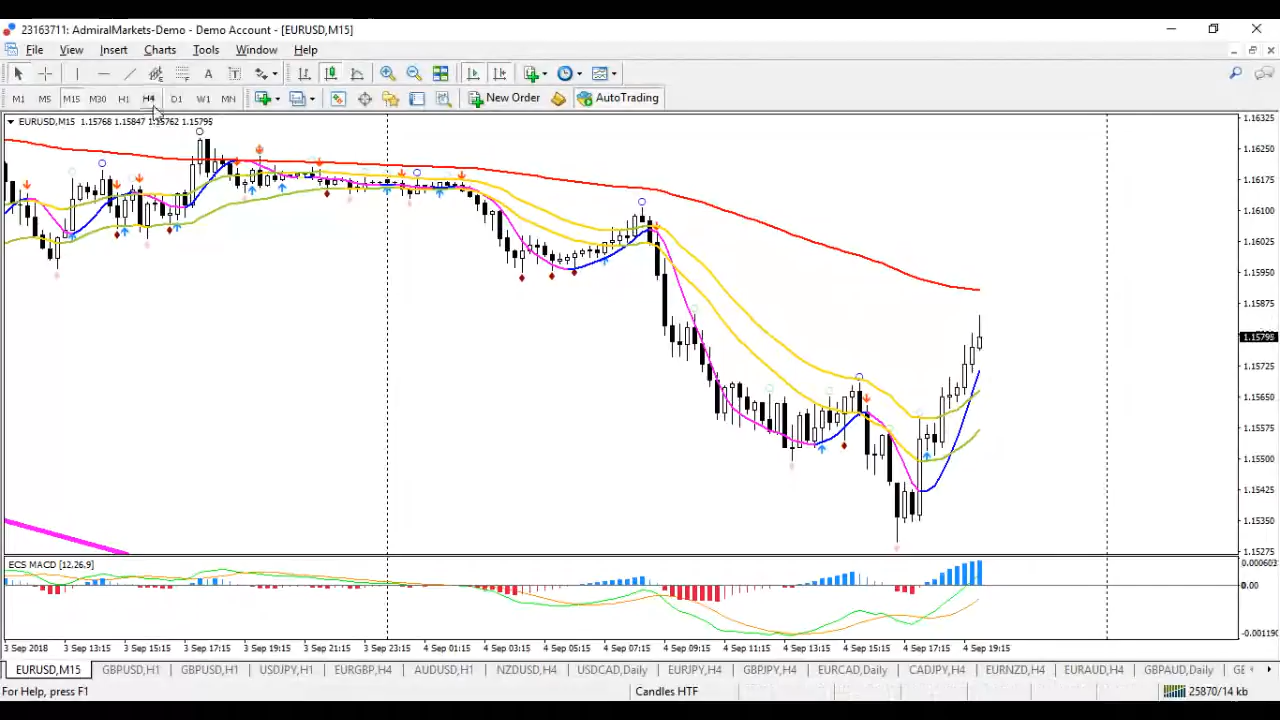 23163711: AdmiralMarkets-Demo - Demo Account - [EURUSD,M15]
File View Insert Charts Tools Window Help
A T
M1 M5 M15 M30 H1 H4 D1 W1 MN New Order AutoTrading
EURUSD,M15 1.15768 1.15847 1.15762 1.15795
1.16325
1.16250
1.16175
1.16100
1.16025
1.15950
1.15875
1.15795
1.15725
1.15650
1.15575
1.15500
1.15425
1.15350
1.15275
ECS MACD [12,26,9]
0.000603
0.00
-0.001190
3 Sep 2018 3 Sep 13:15 3 Sep 15:15 3 Sep 17:15 3 Sep 19:15 3 Sep 21:15 3 Sep 23:15 4 Sep 01:15 4 Sep 03:15 4 Sep 05:15 4 Sep 07:15 4 Sep 09:15 4 Sep 11:15 4 Sep 13:15 4 Sep 15:15 4 Sep 17:15 4 Sep 19:15
EURUSD,M15 GBPUSD,H1 GBPUSD,H1 USDJPY,H1 EURGBP,H4 AUDUSD,H1 NZDUSD,H4 USDCAD,Daily EURJPY,H4 GBPJPY,H4 EURCAD,Daily CADJPY,H4 EURNZD,H4 EURAUD,H4 GBPAUD,Daily
For Help, press F1 Candles HTF 25870/14 kb